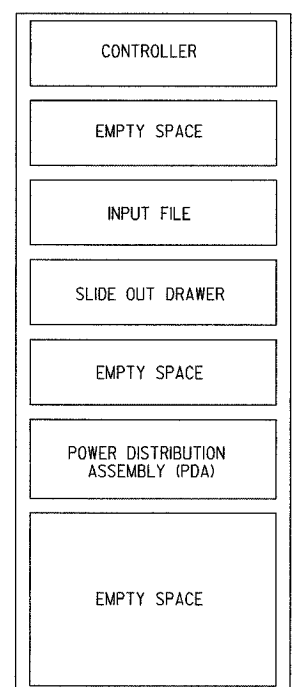 CONTROLLER
EMPTY SPACE
INPUT FILE
SLIDE OUT DRAWER
EMPTY SPACE
POWER DISTRIBUTION
ASSEMBLY (PDA)
EMPTY SPACE